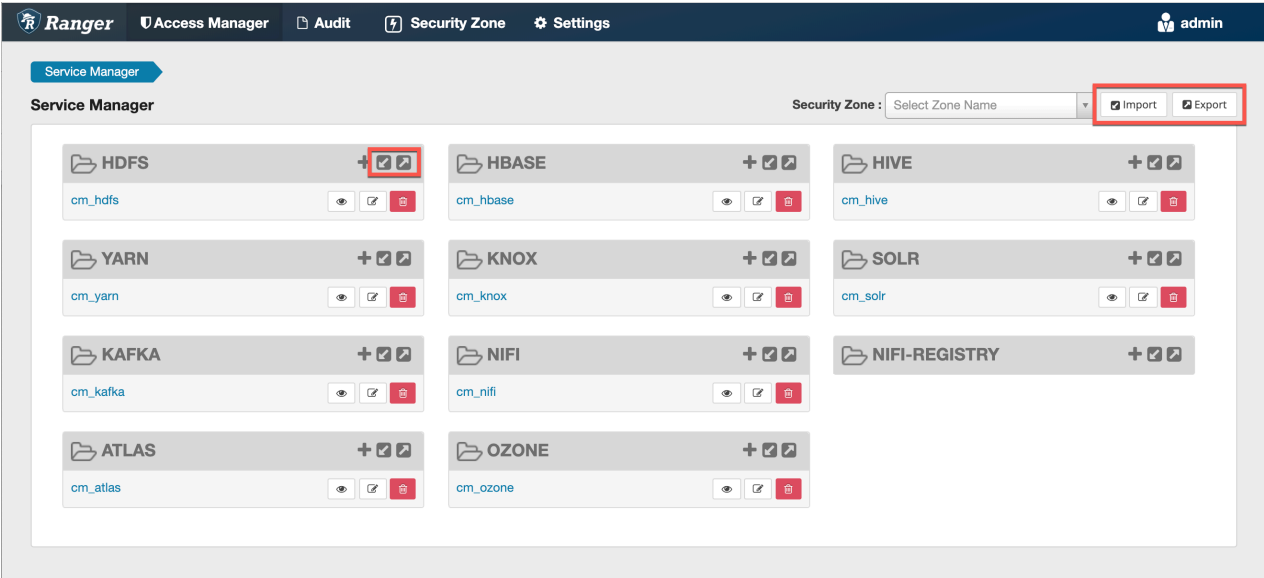 Ranger Access Manager Audit Security Zone Settings admin
Service Manager
Service Manager Security Zone : Select Zone Name Import Export
HDFS HBASE HIVE
cm_hdfs cm_hbase cm_hive
YARN KNOX SOLR
cm_yarn cm_knox cm_solr
KAFKA NIFI NIFI-REGISTRY
cm_kafka cm_nifi
ATLAS OZONE
cm_atlas cm_ozone